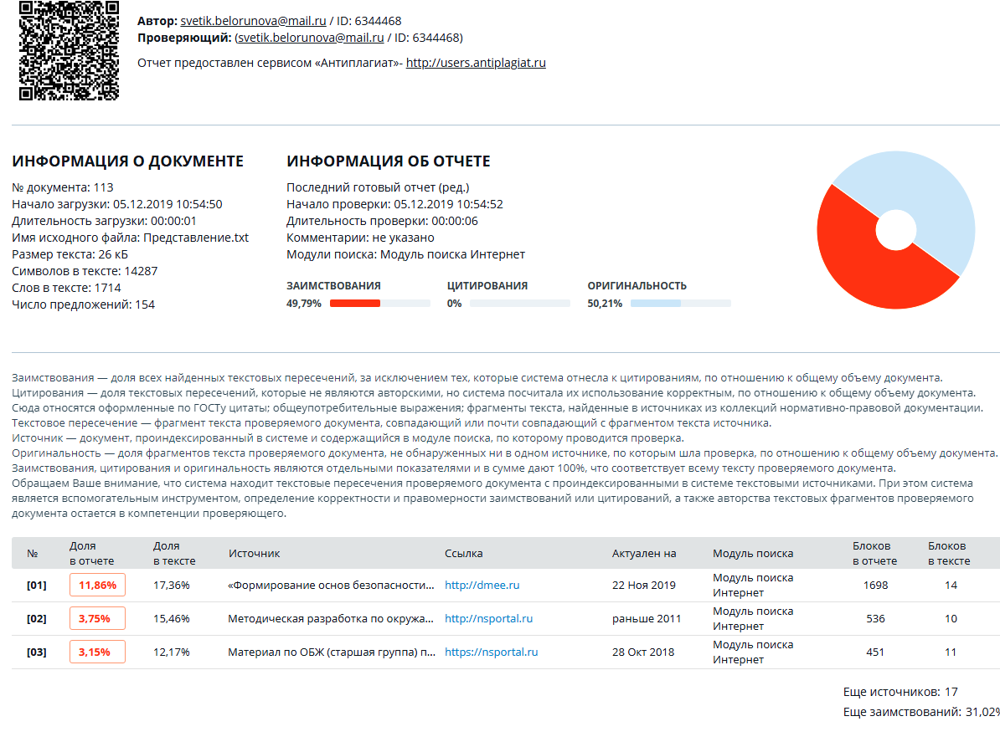 Автор: svetik.belorunova@mail.ru / ID: 6344468
Проверяющий: (svetik.belorunova@mail.ru / ID: 6344468)
Отчет предоставлен сервисом «Антиплагиат»- http://users.antiplagiat.ru
ИНФОРМАЦИЯ О ДОКУМЕНТЕ
№ документа: 113
Начало загрузки: 05.12.2019 10:54:50
Длительность загрузки: 00:00:01
Имя исходного файла: Представление.txt
Размер текста: 26 кБ
Символов в тексте: 14287
Слов в тексте: 1714
Число предложений: 154
ИНФОРМАЦИЯ ОБ ОТЧЕТЕ
Последний готовый отчет (ред.)
Начало проверки: 05.12.2019 10:54:52
Длительность проверки: 00:00:06
Комментарии: не указано
Модули поиска: Модуль поиска Интернет
ЗАИМСТВОВАНИЯ
49,79%
ЦИТИРОВАНИЯ
0%
ОРИГИНАЛЬНОСТЬ
50,21%
Заимствования — доля всех найденных текстовых пересечений, за исключением тех, которые система отнесла к цитированиям, по отношению к общему объему документа.
Цитирования — доля текстовых пересечений, которые не являются авторскими, но система посчитала их использование корректным, по отношению к общему объему документа.
Сюда относятся оформленные по ГОСТу цитаты; общеупотребительные выражения; фрагменты текста, найденные в источниках из коллекций нормативно-правовой документации.
Текстовое пересечение — фрагмент текста проверяемого документа, совпадающий или почти совпадающий с фрагментом текста источника.
Источник — документ, проиндексированный в системе и содержащийся в модуле поиска, по которому проводится проверка.
Оригинальность — доля фрагментов текста проверяемого документа, не обнаруженных ни в одном источнике, по которым шла проверка, по отношению к общему объему документа.
Заимствования, цитирования и оригинальность являются отдельными показателями и в сумме дают 100%, что соответствует всему тексту проверяемого документа.
Обращаем Ваше внимание, что система находит текстовые пересечения проверяемого документа с проиндексированными в системе текстовыми источниками. При этом система
является вспомогательным инструментом, определение корректности и правомерности заимствований или цитирований, а также авторства текстовых фрагментов проверяемого
документа остается в компетенции проверяющего.
№ Доля в отчете Доля в тексте Источник Ссылка Актуален на Модуль поиска Блоков в отчете Блоков в тексте
[01] 11,86% 17,36% «Формирование основ безопасности... http://dmee.ru 22 Ноя 2019 Модуль поиска Интернет 1698 14
[02] 3,75% 15,46% Методическая разработка по окружа... http://nsportal.ru раньше 2011 Модуль поиска Интернет 536 10
[03] 3,15% 12,17% Материал по ОБЖ (старшая группа) п... https://nsportal.ru 28 Окт 2018 Модуль поиска Интернет 451 11
Еще источников: 17
Еще заимствований: 31,02%